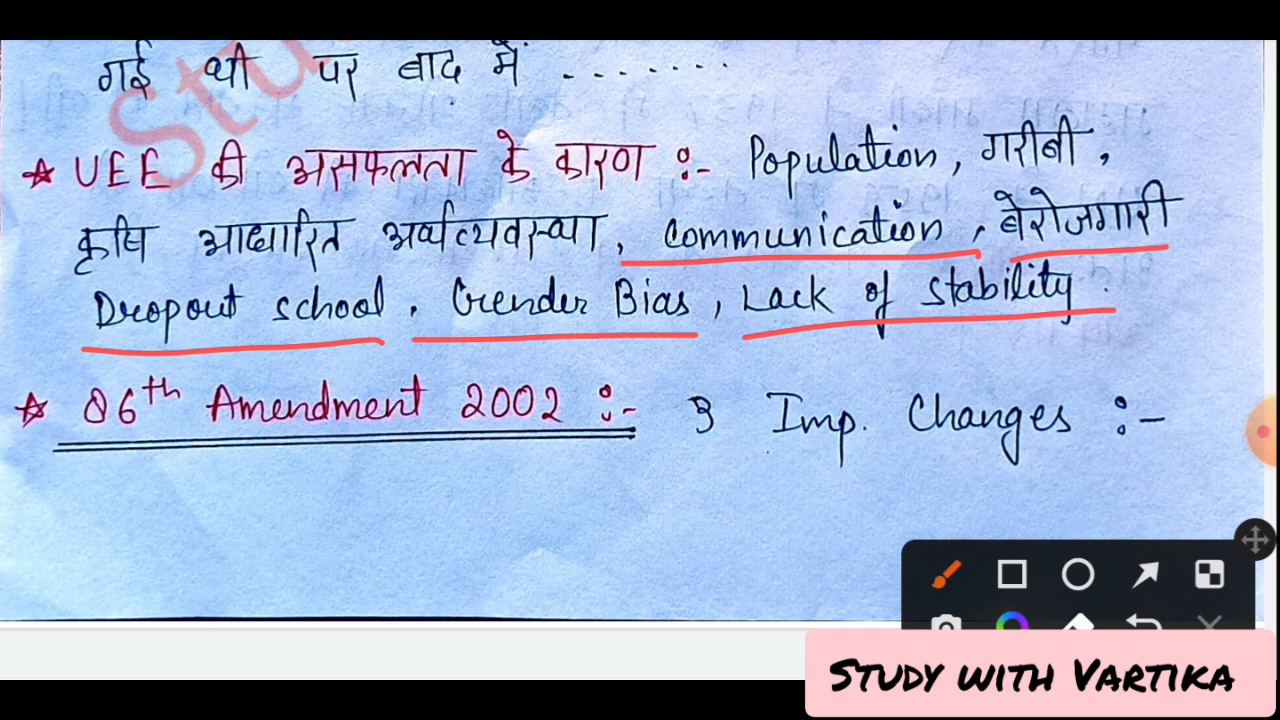 गई थी पर बाद में ........
☆ UEE की असफलता के कारण :- Population, गरीबी,
कृषि आधारित अर्थव्यवस्था, Communication, बेरोजगारी
Dropout school, Gender Bias, Lack of stability.
☆ 86th Amendment 2002 :- 3 Imp. Changes :-
STUDY WITH VARTIKA